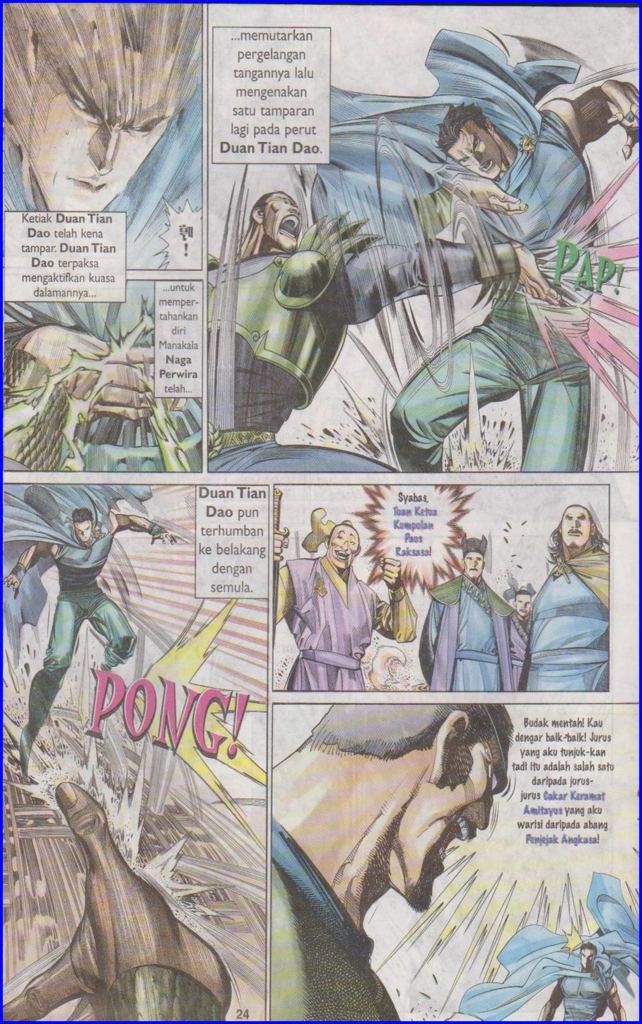 Ketiak Duan Tian
Dao telah kena
tampar. Duan Tian
Dao terpaksa
mengaktifkan kuasa
dalamannya...
...untuk
memper-
tahankan
diri
Manakala
Naga
Perwira
telah...
...memutarkan
pergelangan
tangannya lalu
mengenakan
satu tamparan
lagi pada perut
Duan Tian Dao.
PAP!
Duan Tian
Dao pun
terhumban
ke belakang
dengan
semula.
PONG!
Syabas,
Tuan Ketua
Kumpulan
Paus
Raksasa!
Budak mentah! Kau
dengar baik-baik! Jurus
yang aku tunjuk-kan
tadi itu adalah salah satu
daripada jurus-
jurus Cakar Keramat
Amitayus yang aku
warisi daripada abang
Penjejak Angkasa!
24